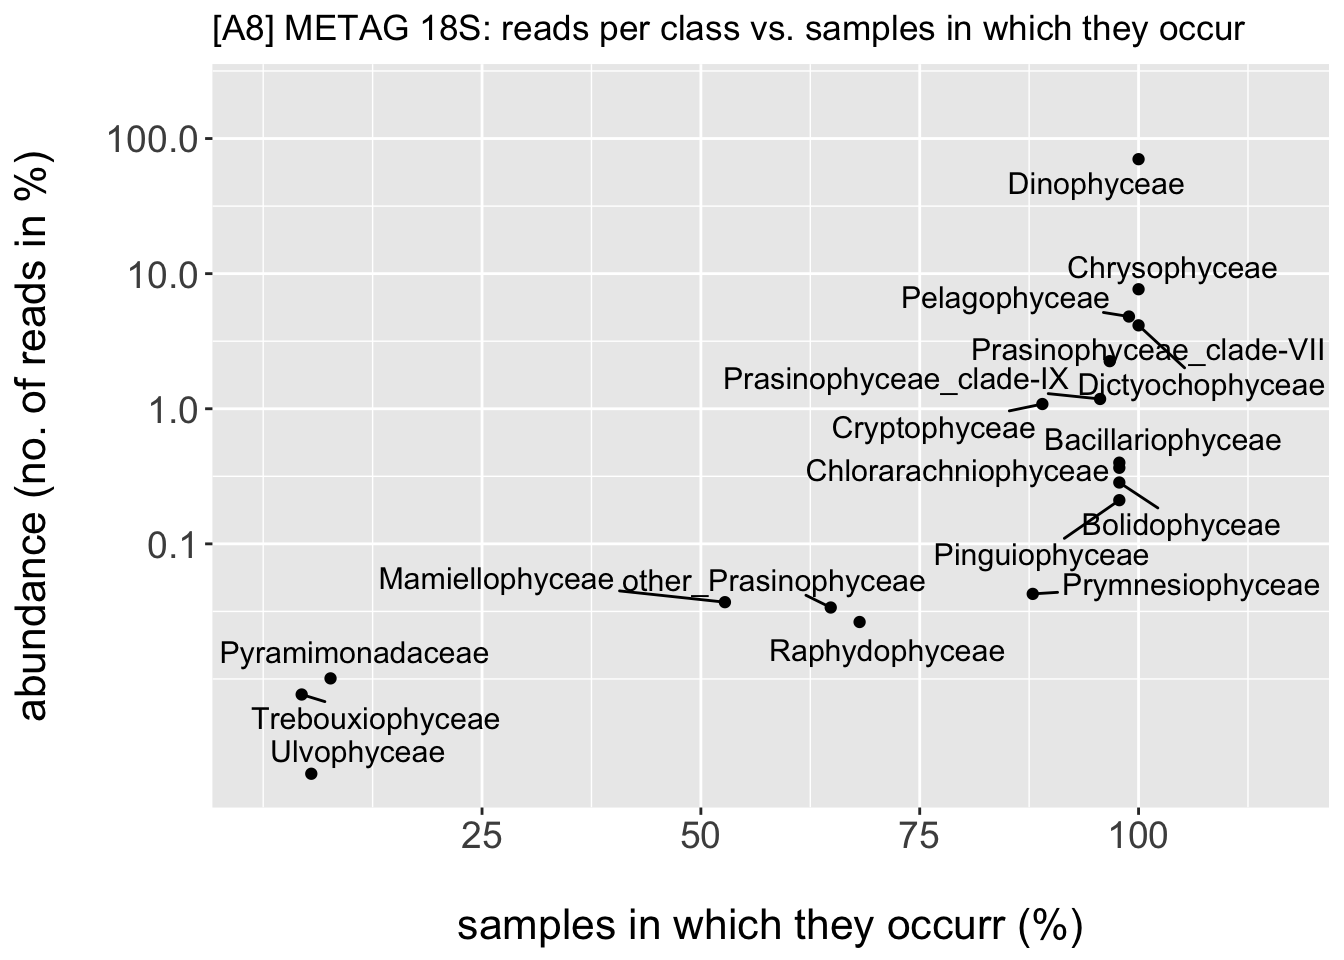 [A8] METAG 18S: reads per class vs. samples in which they occur
abundance (no. of reads in %)
100.0
10.0
1.0
0.1
Dinophyceae
Chrysophyceae
Pelagophyceae
Prasinophyceae_clade-VII
Prasinophyceae_clade-IX
Dictyochophyceae
Cryptophyceae
Bacillariophyceae
Chlorarachniophyceae
Bolidophyceae
Pinguiophyceae
Mamiellophyceae
other_Prasinophyceae
Prymnesiophyceae
Raphydophyceae
Pyramimonadaceae
Trebouxiophyceae
Ulvophyceae
25 50 75 100
samples in which they occurr (%)